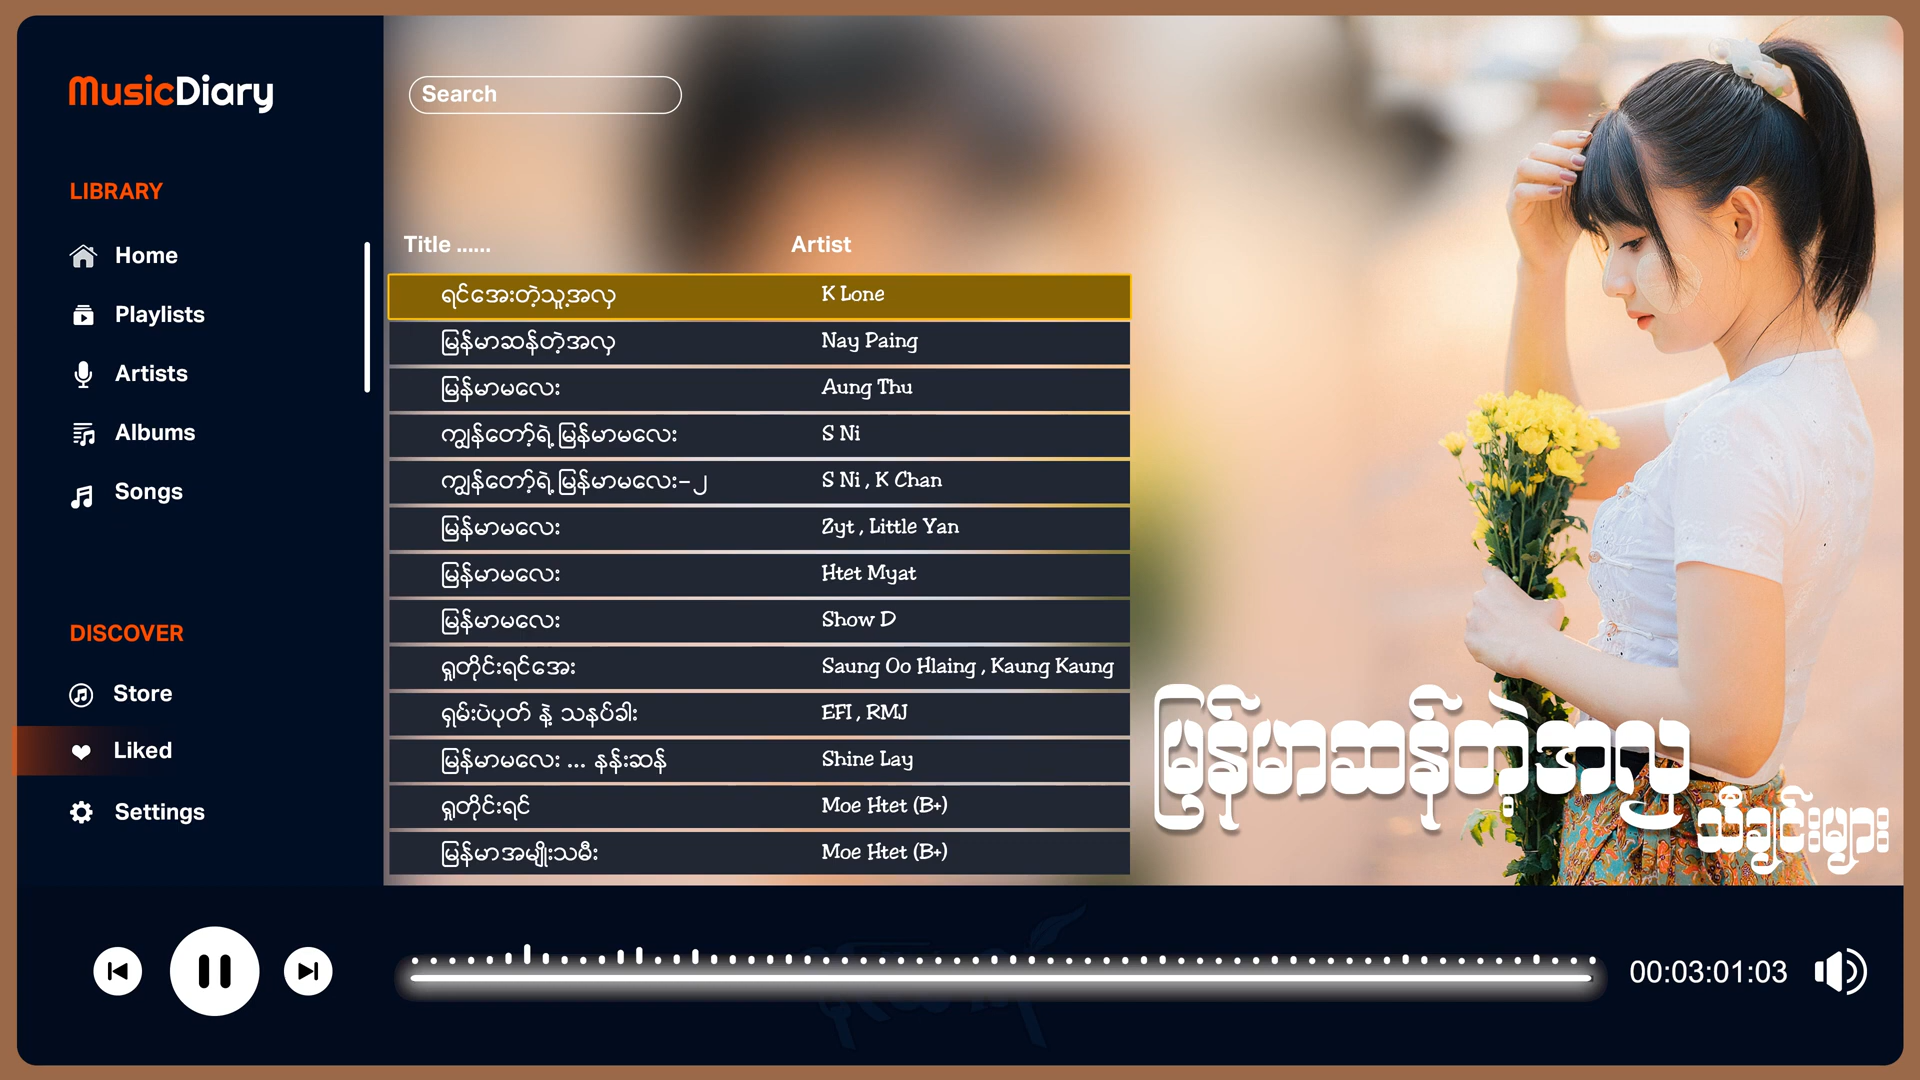 MusicDiary
LIBRARY
Home
Playlists
Artists
Albums
Songs
DISCOVER
Store
Liked
Settings
Search
Title ...... Artist
ရင်အေးတဲ့သူ့အလှ K Lone
မြန်မာဆန်တဲ့အလှ Nay Paing
မြန်မာမလေး Aung Thu
ကျွန်တော့်ရဲ့မြန်မာမလေး S Ni
ကျွန်တော့်ရဲ့မြန်မာမလေး-၂ S Ni , K Chan
မြန်မာမလေး Zyt , Little Yan
မြန်မာမလေး Htet Myat
မြန်မာမလေး Show D
ရှုတိုင်းရင်အေး Saung Oo Hlaing , Kaung Kaung
ရှမ်းပဲပုတ် နဲ့ သနပ်ခါး EFI , RMJ
မြန်မာမလေး ... နန်းဆန် Shine Lay
ရှုတိုင်းရင် Moe Htet (B+)
မြန်မာအမျိုးသမီး Moe Htet (B+)
မြန်မာဆန်တဲ့အလှ
သီချင်းများ
00:03:01:03